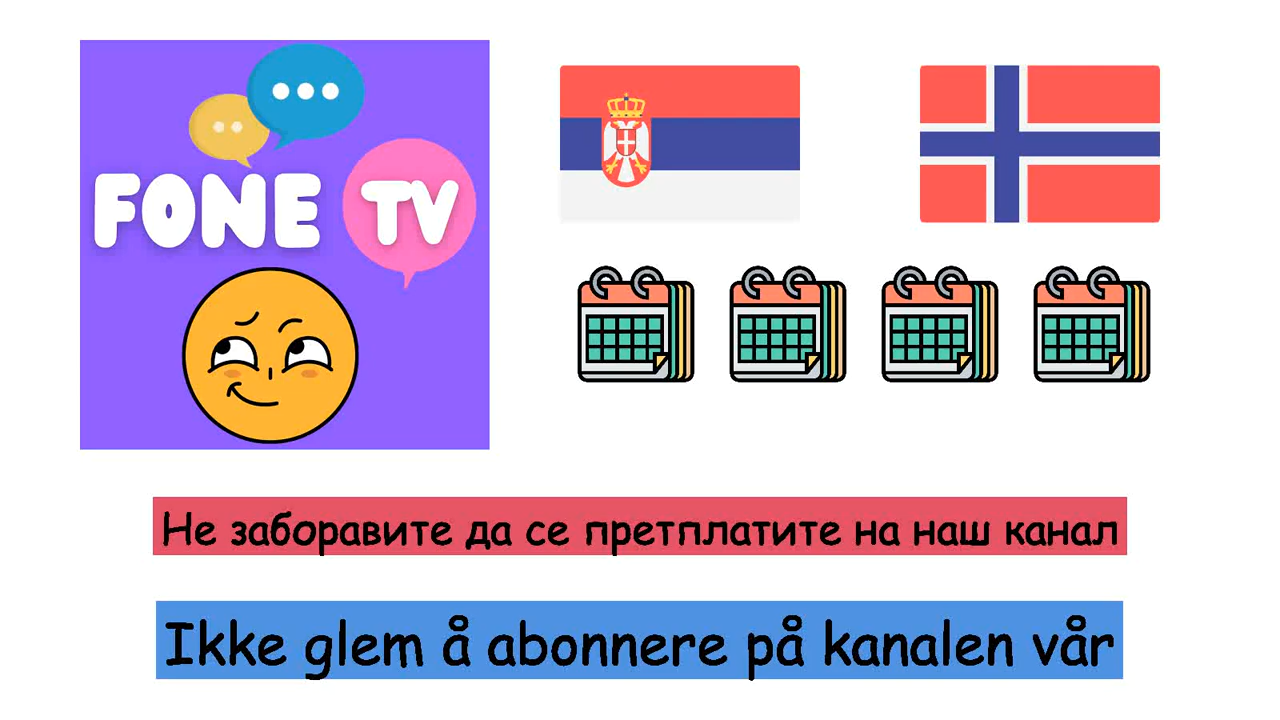 FONE TV
Не заборавите да се претплатите на наш канал
Ikke glem å abonnere på kanalen vår